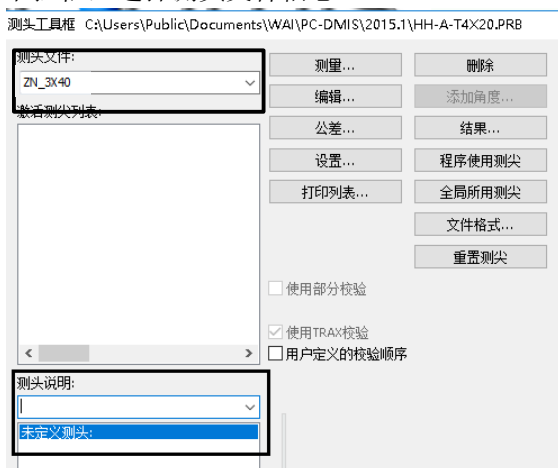 测头工具框 C:\Users\Public\Documents\WAI\PC-DMIS\2015.1\HH-A-T4X20.PRB
测头文件:
ZN_3X40
激活测尖列表:
测量...
删除
编辑...
添加角度...
公差...
结果...
设置...
程序使用测尖
打印列表...
全局所用测尖
文件格式...
重置测尖
使用部分校验
使用TRAX校验
用户定义的校验顺序
测头说明:
未定义测头: